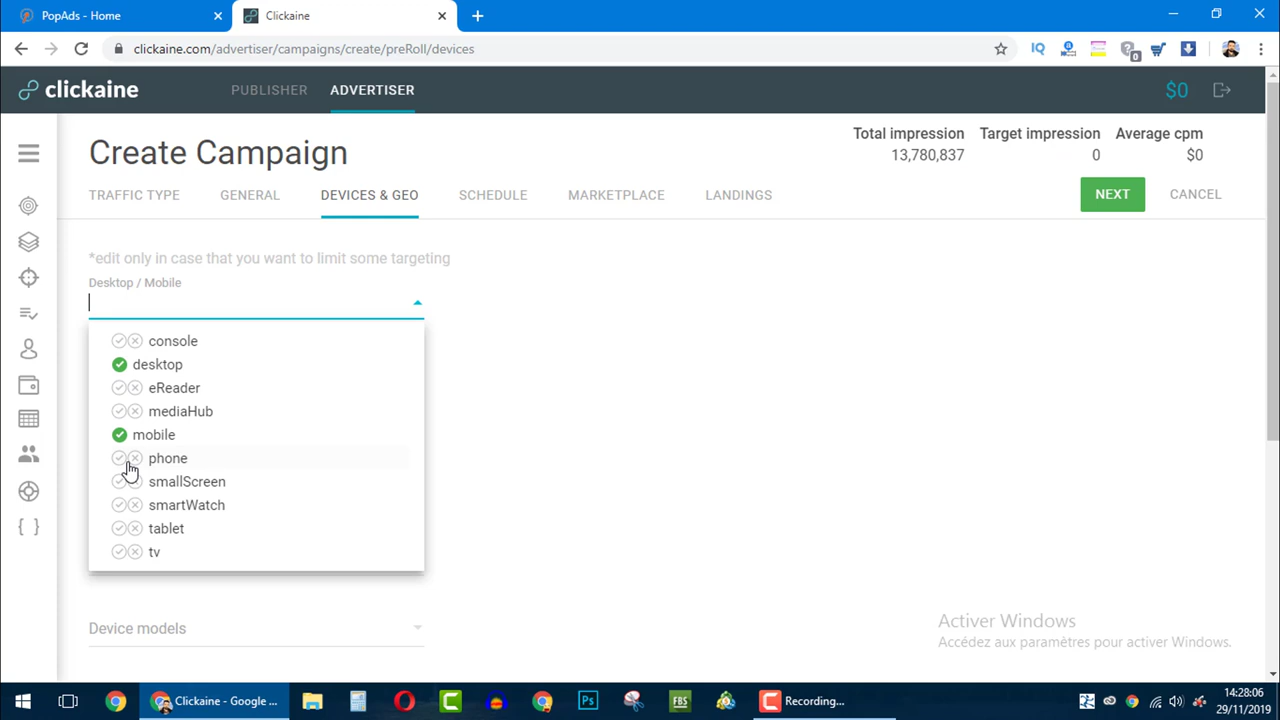 PopAds - Home
Clickaine
clickaine.com/advertiser/campaigns/create/preRoll/devices
IQ
0
clickaine
PUBLISHER
ADVERTISER
$0
Create Campaign
Total impression
Target impression
Average cpm
13,780,837
0
$0
TRAFFIC TYPE
GENERAL
DEVICES & GEO
SCHEDULE
MARKETPLACE
LANDINGS
NEXT
CANCEL
*edit only in case that you want to limit some targeting
Desktop / Mobile
console
desktop
eReader
mediaHub
mobile
phone
smallScreen
smartWatch
tablet
tv
Device models
Activer Windows
Accédez aux paramètres pour activer Windows.
Clickaine - Google ...
Ps
FBS
Recording...
14:28:06
29/11/2019